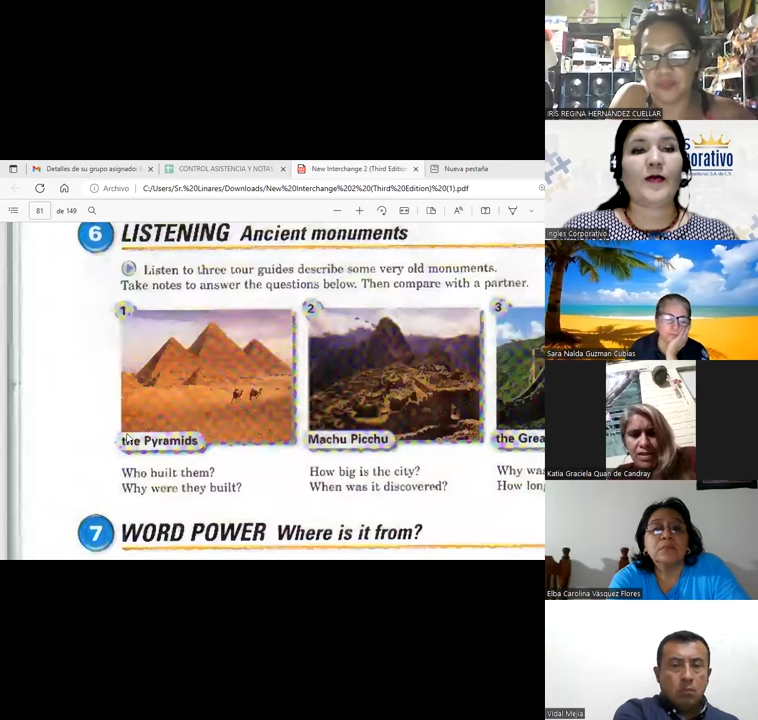 Detalles de su grupo asignado:
CONTROL ASISTENCIA Y NOTAS
New Interchange 2 (Third Edition
Nueva pestaña
Archivo
C:/Users/Sr.%20Linares/Downloads/New%20Interchange%202%20(Third%20Edition)%20(1).pdf
81 de 149
6 LISTENING Ancient monuments
Listen to three tour guides describe some very old monuments.
Take notes to answer the questions below. Then compare with a partner.
1 2 3
the Pyramids
Machu Picchu
the Grea
Who built them?
Why were they built?
How big is the city?
When was it discovered?
Why was
How long
7 WORD POWER Where is it from?
IRIS REGINA HERNANDEZ CUELLAR
S
porativo
Ingles Corporativo
Sara Nalda Guzman Cubias
Katia Graciela Quan de Candray
Elba Carolina Vásquez Flores
Vidal Mejia